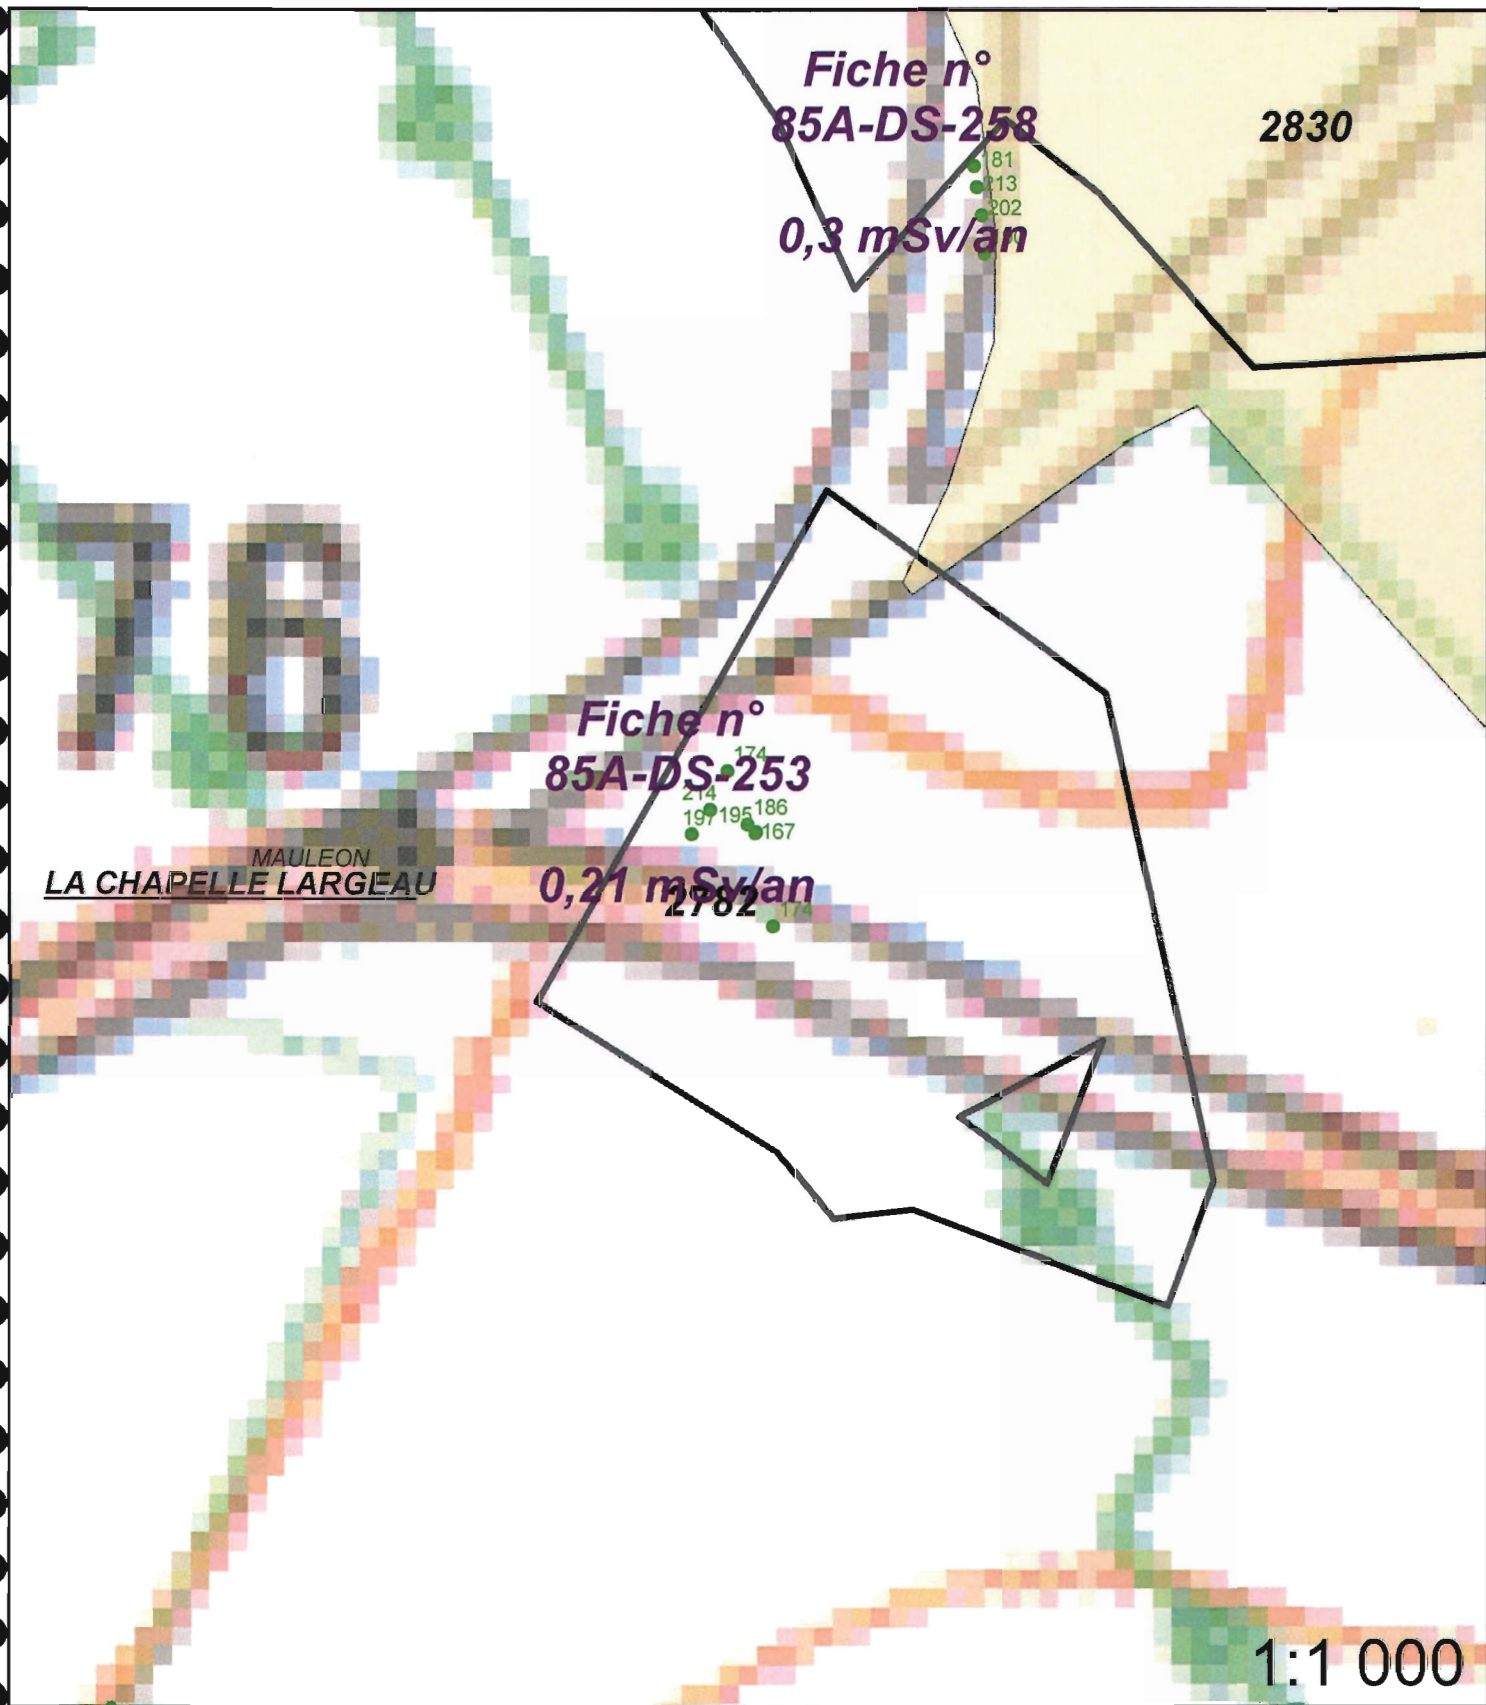 Fiche n°
85A-DS-258
2830
181
213
202
0,3 mSv/an
76
Fiche n°
174
85A-DS-253
214
197 195 186
167
MAULEON
LA CHAPELLE LARGEAU
0,21 mSv/an
2782
174
1:1 000